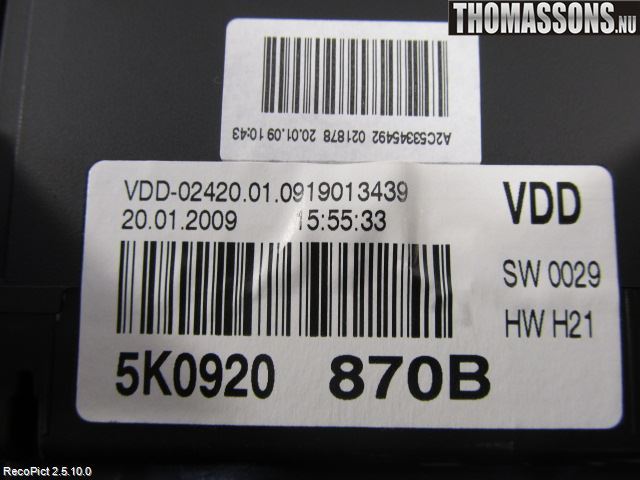 THOMASSONS.NU
A2C53345492 021878 20.01.09 10:43
VDD-02420.01.0919013439
20.01.2009 15:55:33
VDD
SW 0029
HW H21
5K0920 870B
RecoPict 2.5.10.0